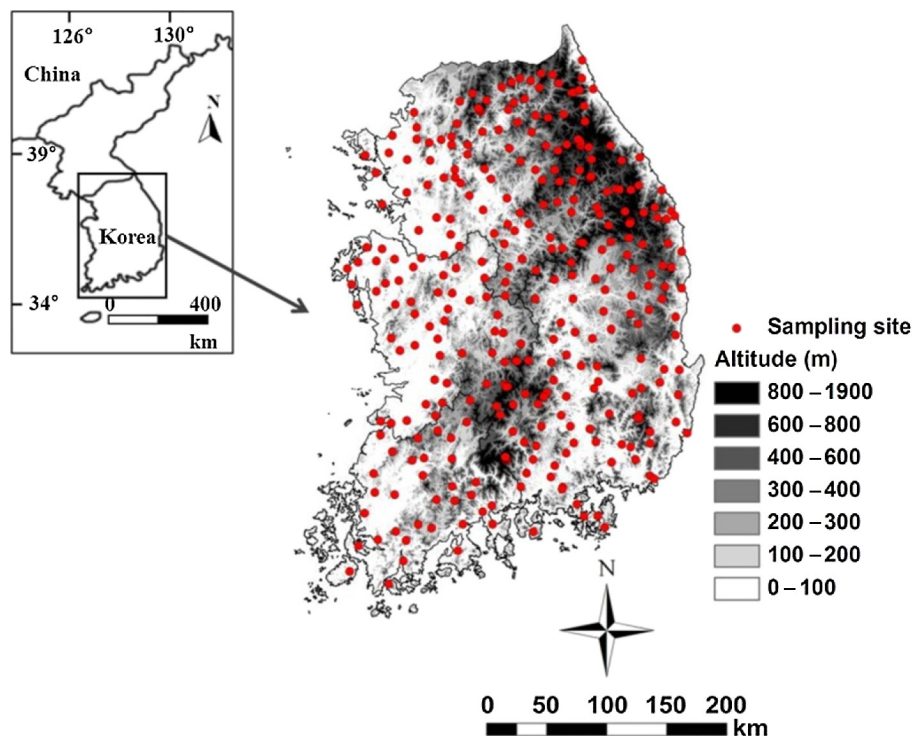 126° 130°
China
N
39°
Korea
34°
0 400
km
Sampling site
Altitude (m)
800–1900
600–800
400–600
300–400
200–300
100–200
0–100
N
0 50 100 150 200
km